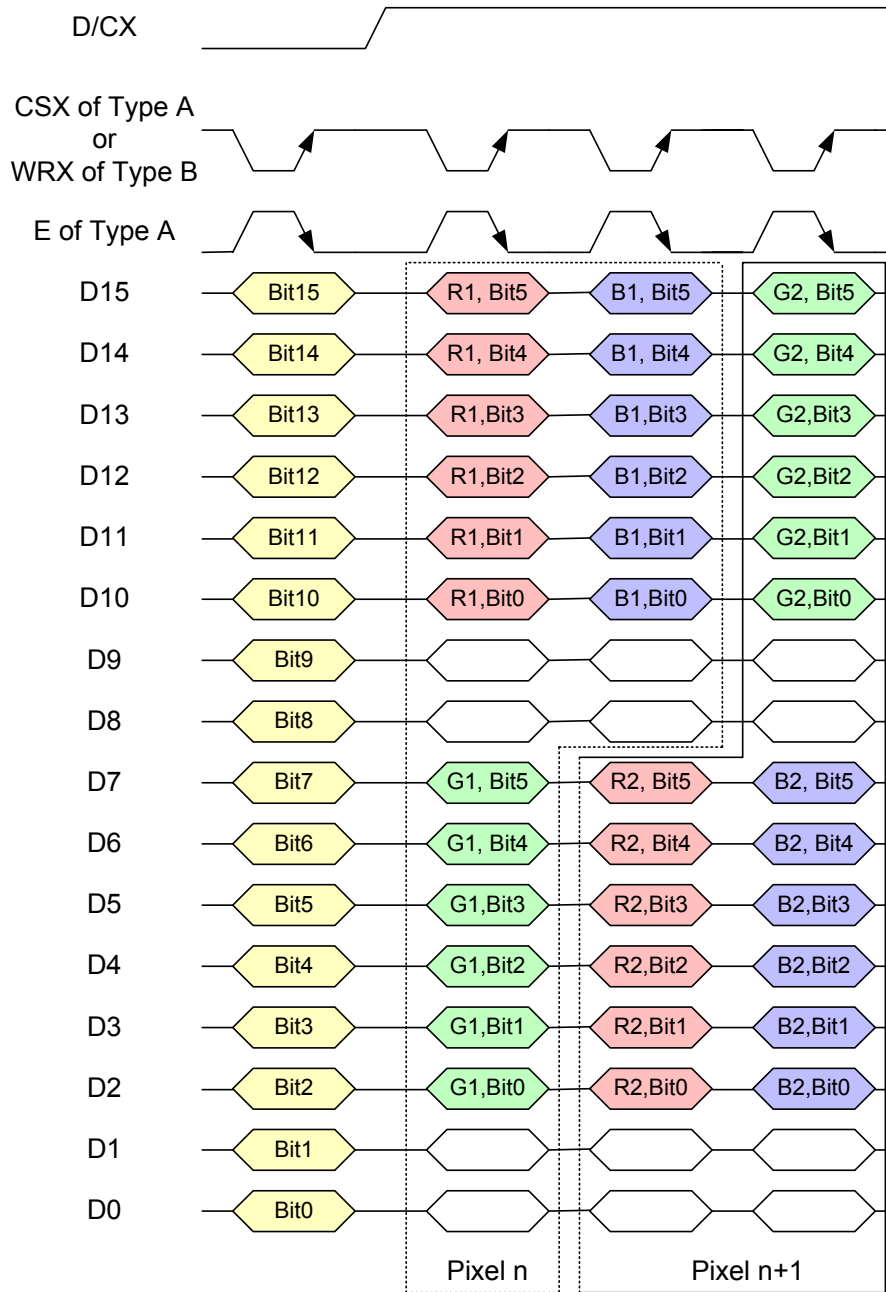 D/CX
CSX of Type A
or
WRX of Type B
E of Type A
D15 Bit15 R1, Bit5 B1, Bit5 G2, Bit5
D14 Bit14 R1, Bit4 B1, Bit4 G2, Bit4
D13 Bit13 R1,Bit3 B1,Bit3 G2,Bit3
D12 Bit12 R1,Bit2 B1,Bit2 G2,Bit2
D11 Bit11 R1,Bit1 B1,Bit1 G2,Bit1
D10 Bit10 R1,Bit0 B1,Bit0 G2,Bit0
D9 Bit9
D8 Bit8
D7 Bit7 G1, Bit5 R2, Bit5 B2, Bit5
D6 Bit6 G1, Bit4 R2, Bit4 B2, Bit4
D5 Bit5 G1,Bit3 R2,Bit3 B2,Bit3
D4 Bit4 G1,Bit2 R2,Bit2 B2,Bit2
D3 Bit3 G1,Bit1 R2,Bit1 B2,Bit1
D2 Bit2 G1,Bit0 R2,Bit0 B2,Bit0
D1 Bit1
D0 Bit0
Pixel n Pixel n+1